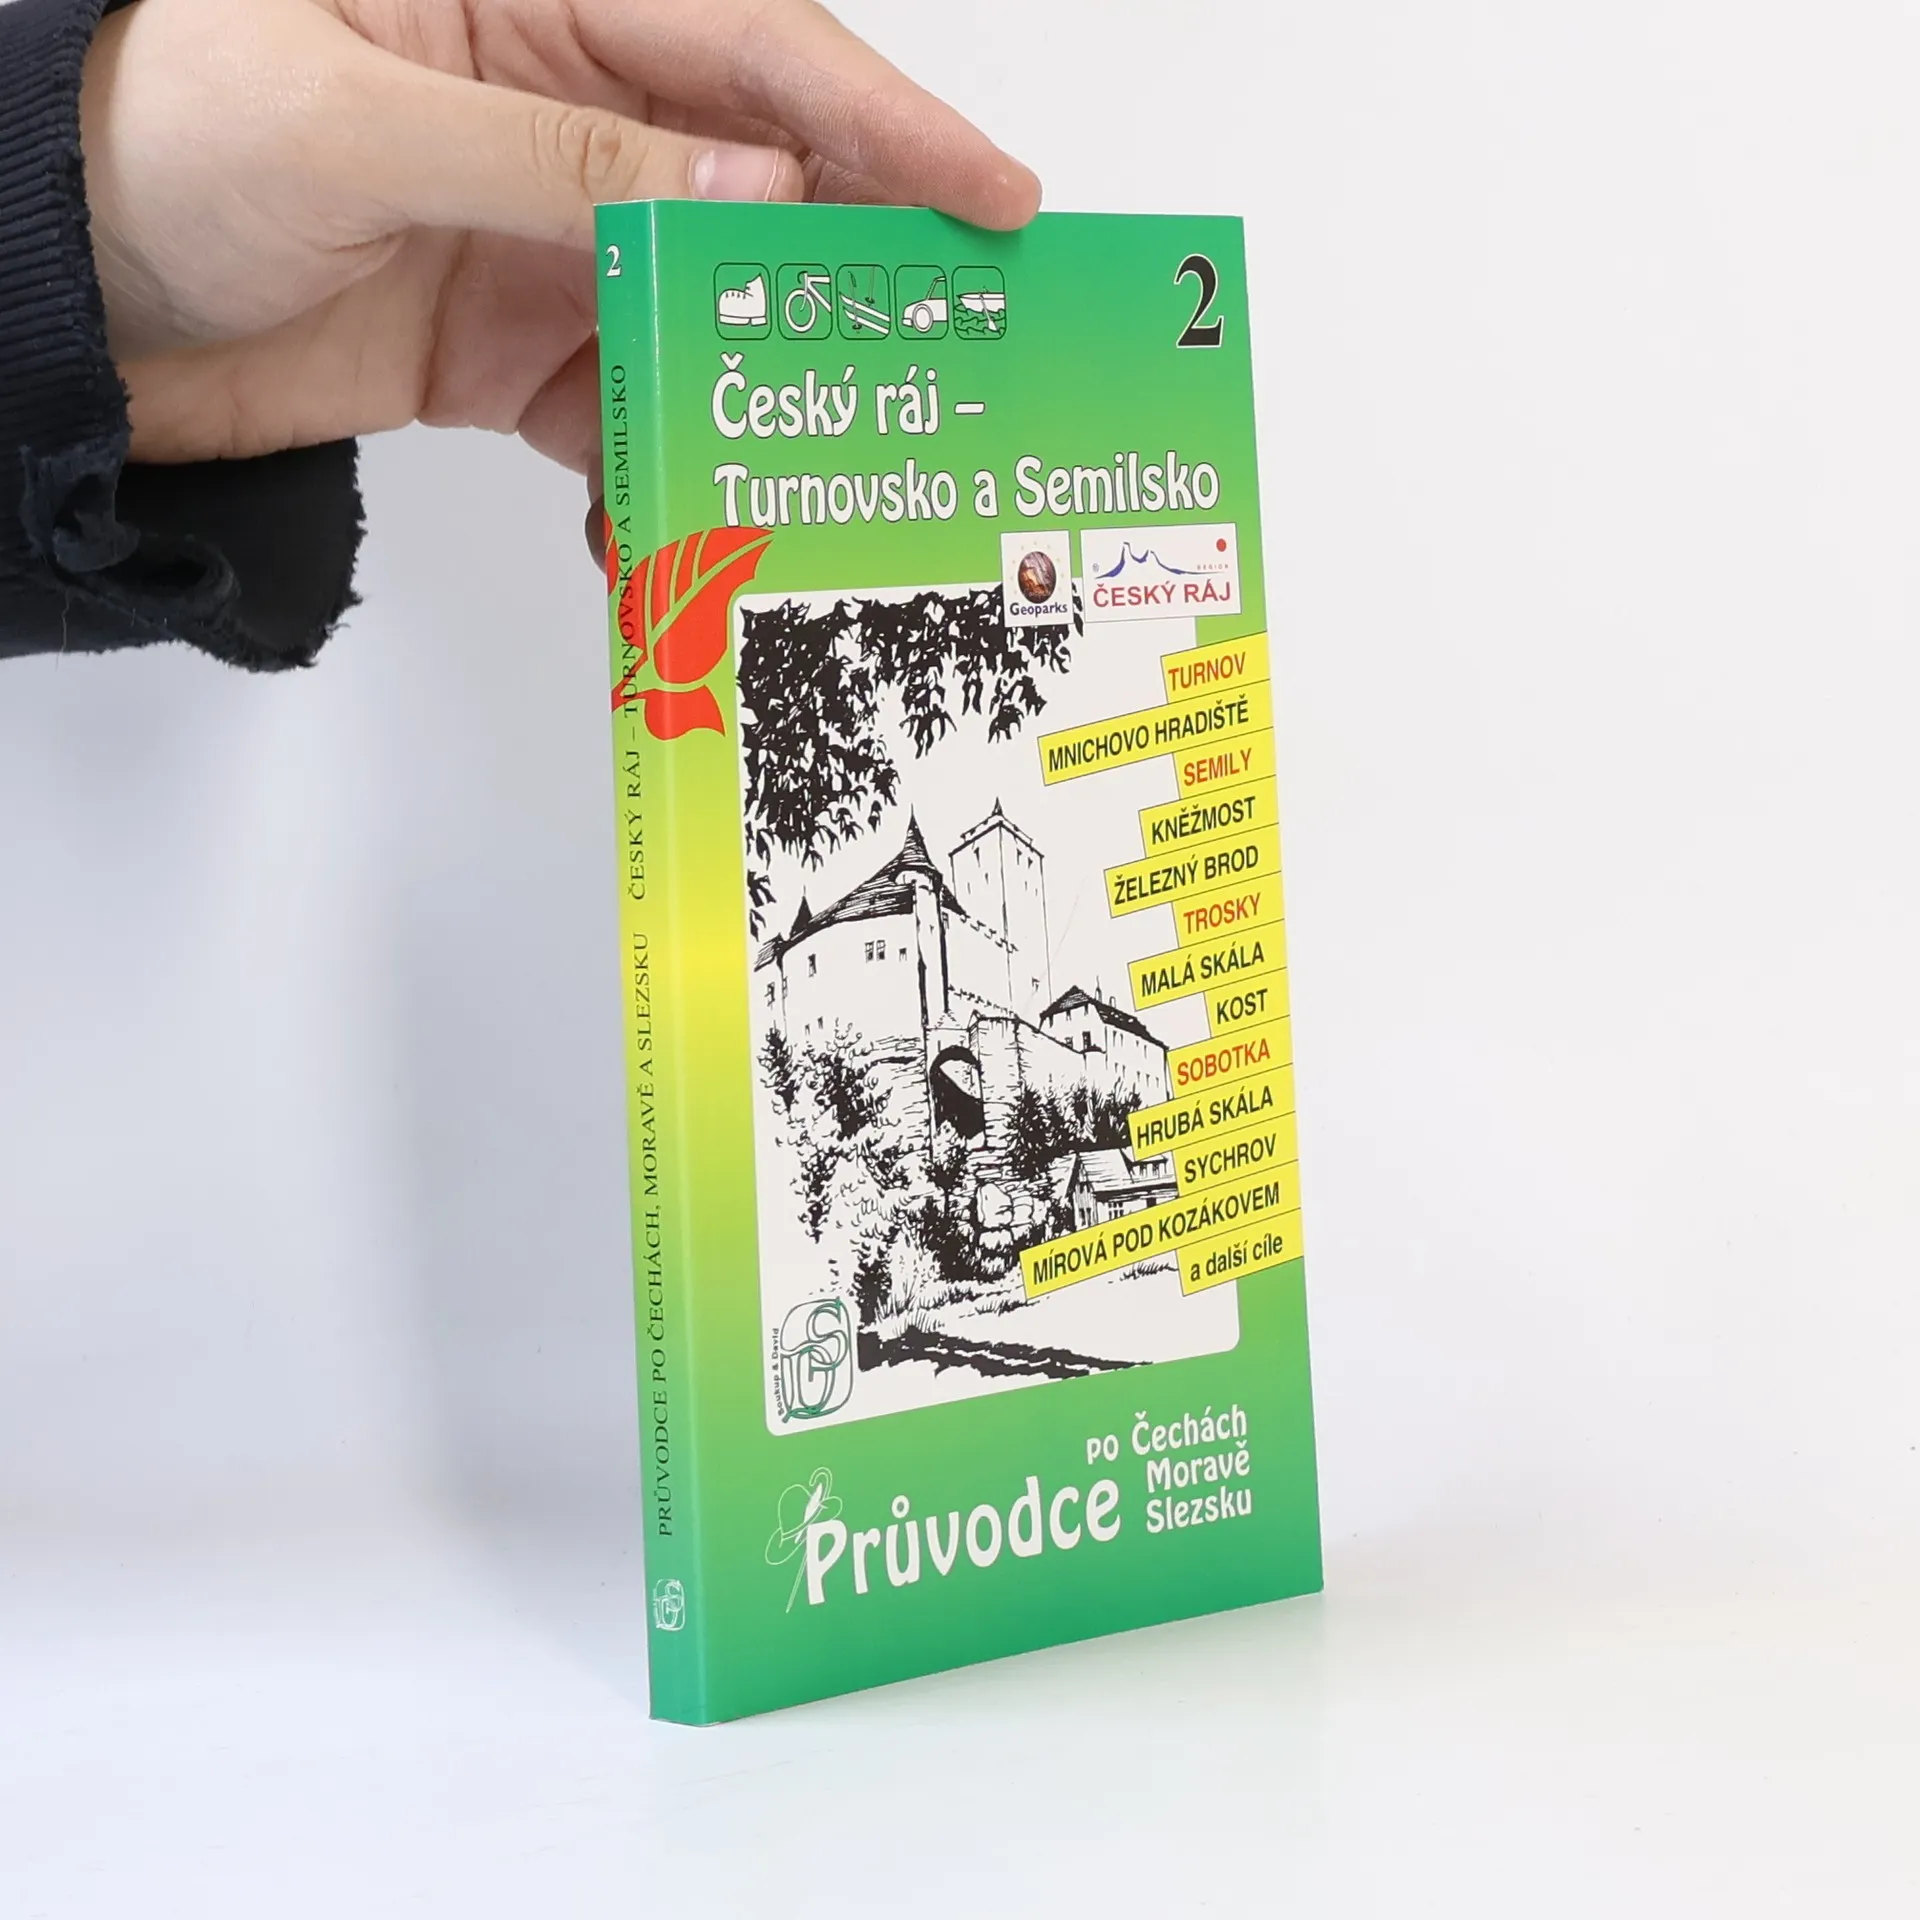 2
ČESKÝ RÁJ – TURNOVSKO A SEMILSKO
PRŮVODCE PO ČECHÁCH, MORAVĚ A SLEZSKU
2
Český ráj –
Turnovsko a Semilsko
Geoparks
® REGION
ČESKÝ RÁJ
TURNOV
MNICHOVO HRADIŠTĚ
SEMILY
KNĚŽMOST
ŽELEZNÝ BROD
TROSKY
MALÁ SKÁLA
KOST
SOBOTKA
HRUBÁ SKÁLA
SYCHROV
MÍROVÁ POD KOZÁKOVEM
a další cíle
Soukup & David
po Čechách
Moravě
Slezsku
Průvodce